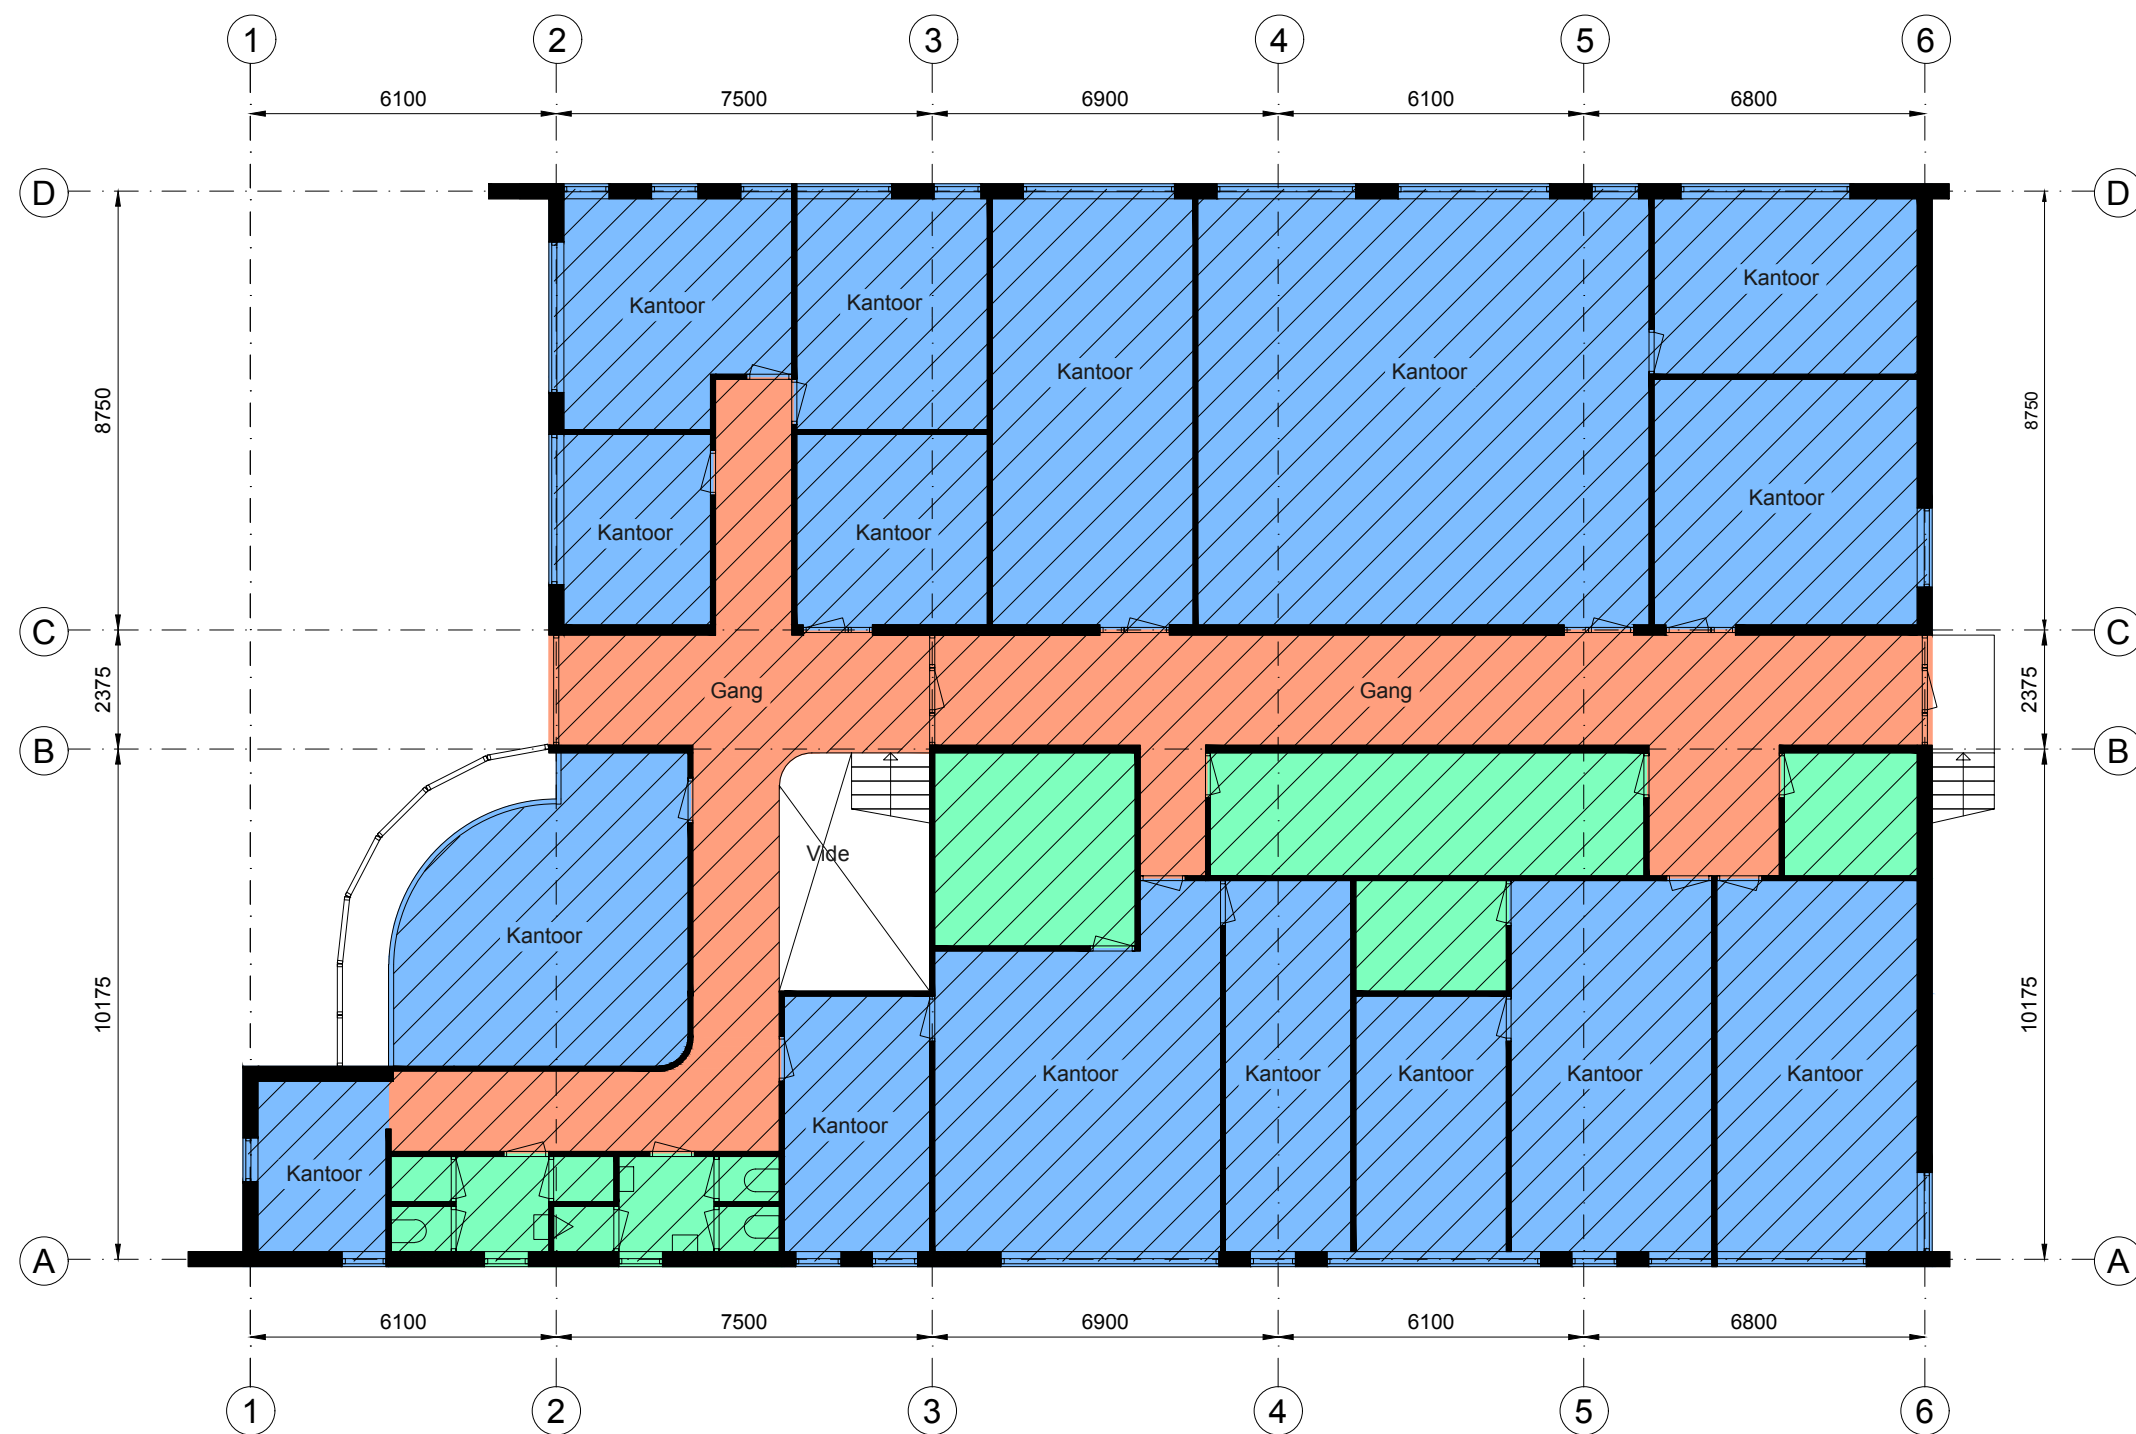 1 2 3 4 5 6
6100 7500 6900 6100 6800
D D
Kantoor
Kantoor Kantoor
Kantoor Kantoor
8750 8750
Kantoor
Kantoor Kantoor
C C
2375 Gang Gang 2375
B B
Vide
Kantoor
10175 10175
Kantoor Kantoor Kantoor Kantoor Kantoor
Kantoor
Kantoor
A A
6100 7500 6900 6100 6800
1 2 3 4 5 6